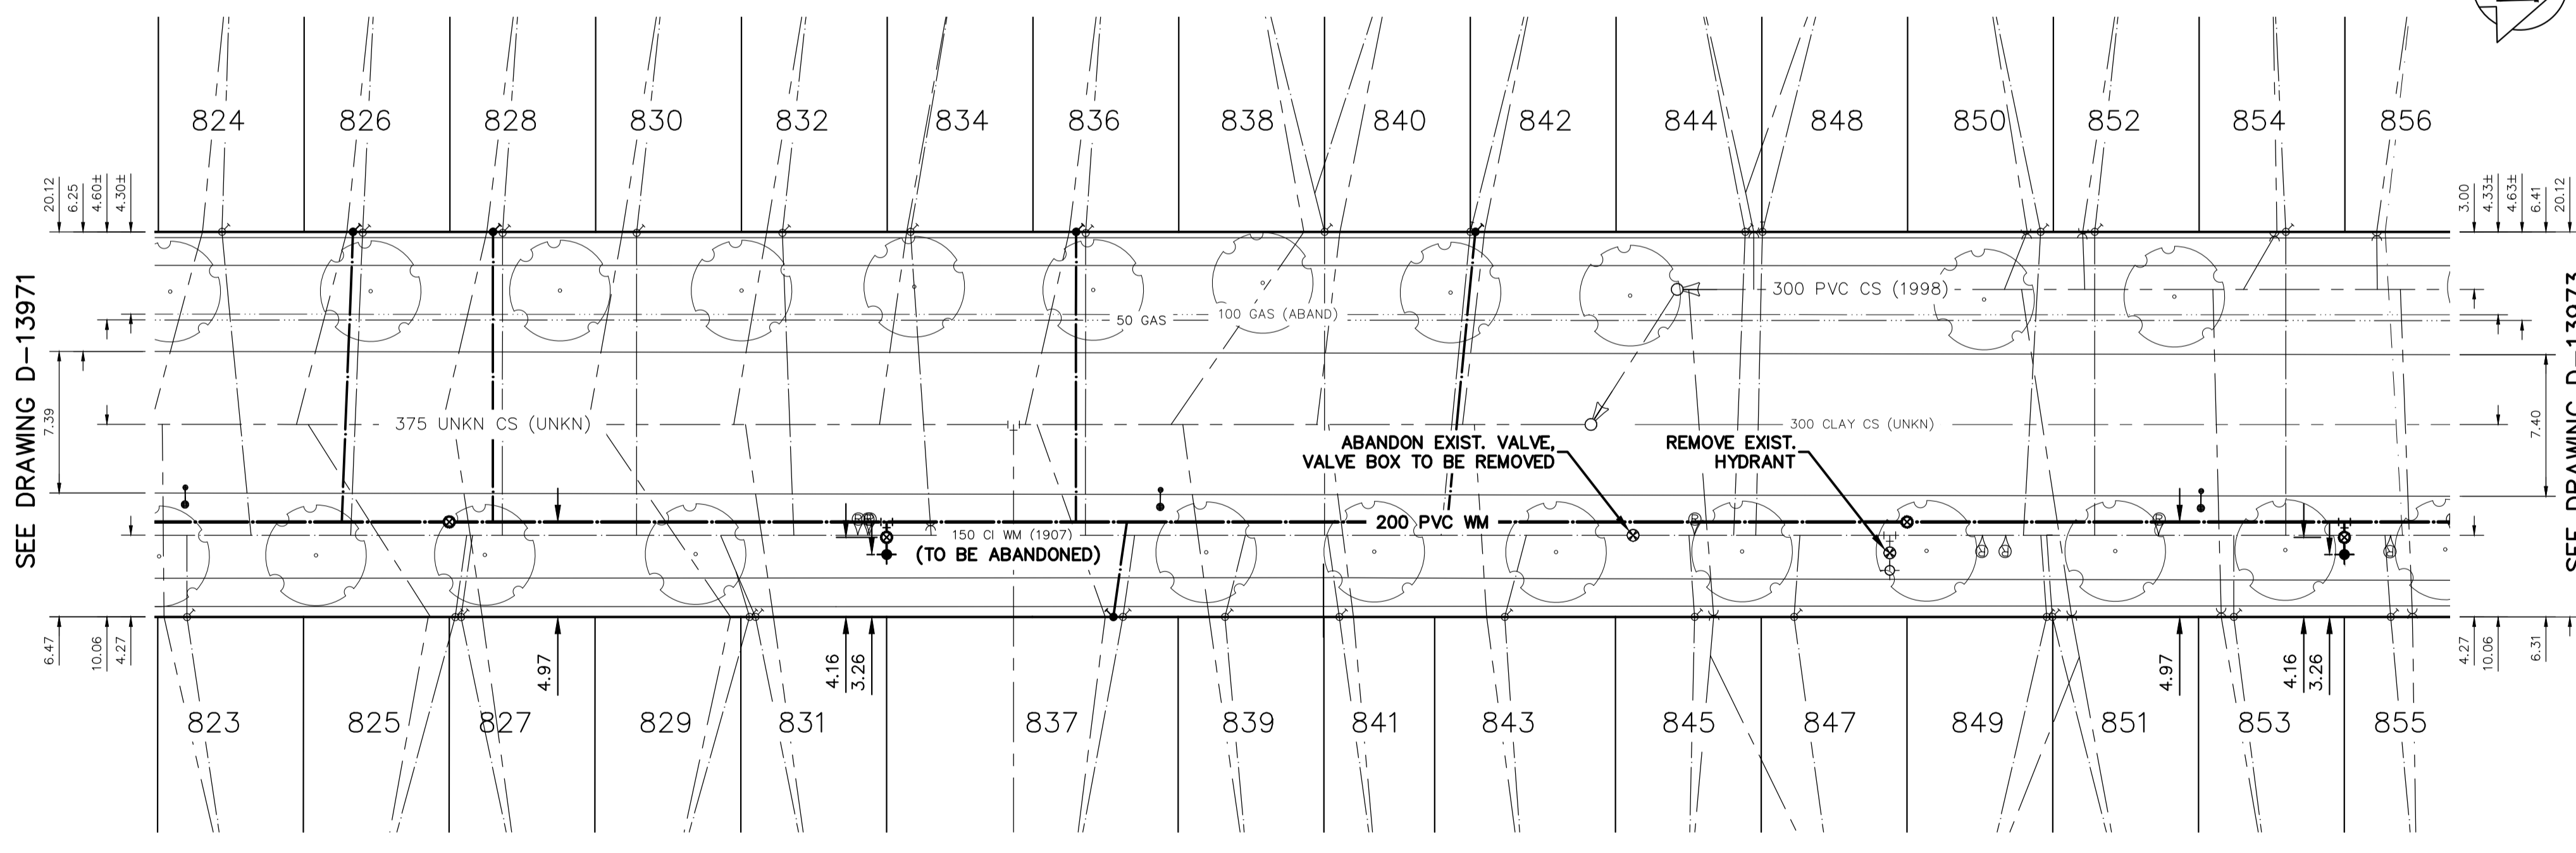 824 826 828 830 832 834 836 838 840 842 844 848 850 852 854 856
20.12
6.25
4.60±
4.30±
3.00
4.33±
4.63±
6.41
20.12
300 PVC CS (1998)
50 GAS
100 GAS (ABAND)
SEE DRAWING D-13971
7.39
375 UNKN CS (UNKN)
300 CLAY CS (UNKN)
7.40
ABANDON EXIST. VALVE,
VALVE BOX TO BE REMOVED
REMOVE EXIST.
HYDRANT
200 PVC WM
150 CI WM (1907)
(TO BE ABANDONED)
SEE DRAWING D-13973
6.47
10.06
4.27
4.97
4.16
3.26
4.97
4.16
3.26
4.27
10.06
6.31
823 825 827 829 831 837 839 841 843 845 847 849 851 853 855